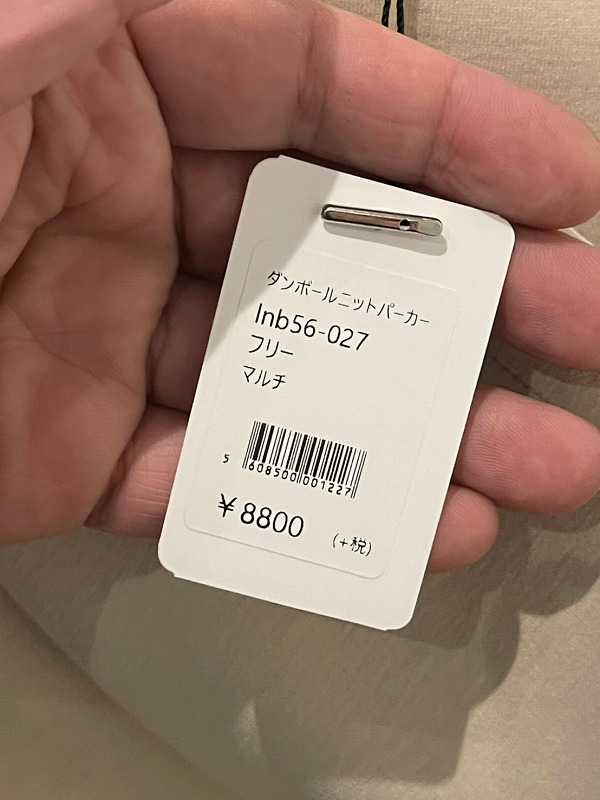 ダンボールニットパーカー
lnb56-027
フリー
マルチ
5 608500 001227
￥8800 (+税)